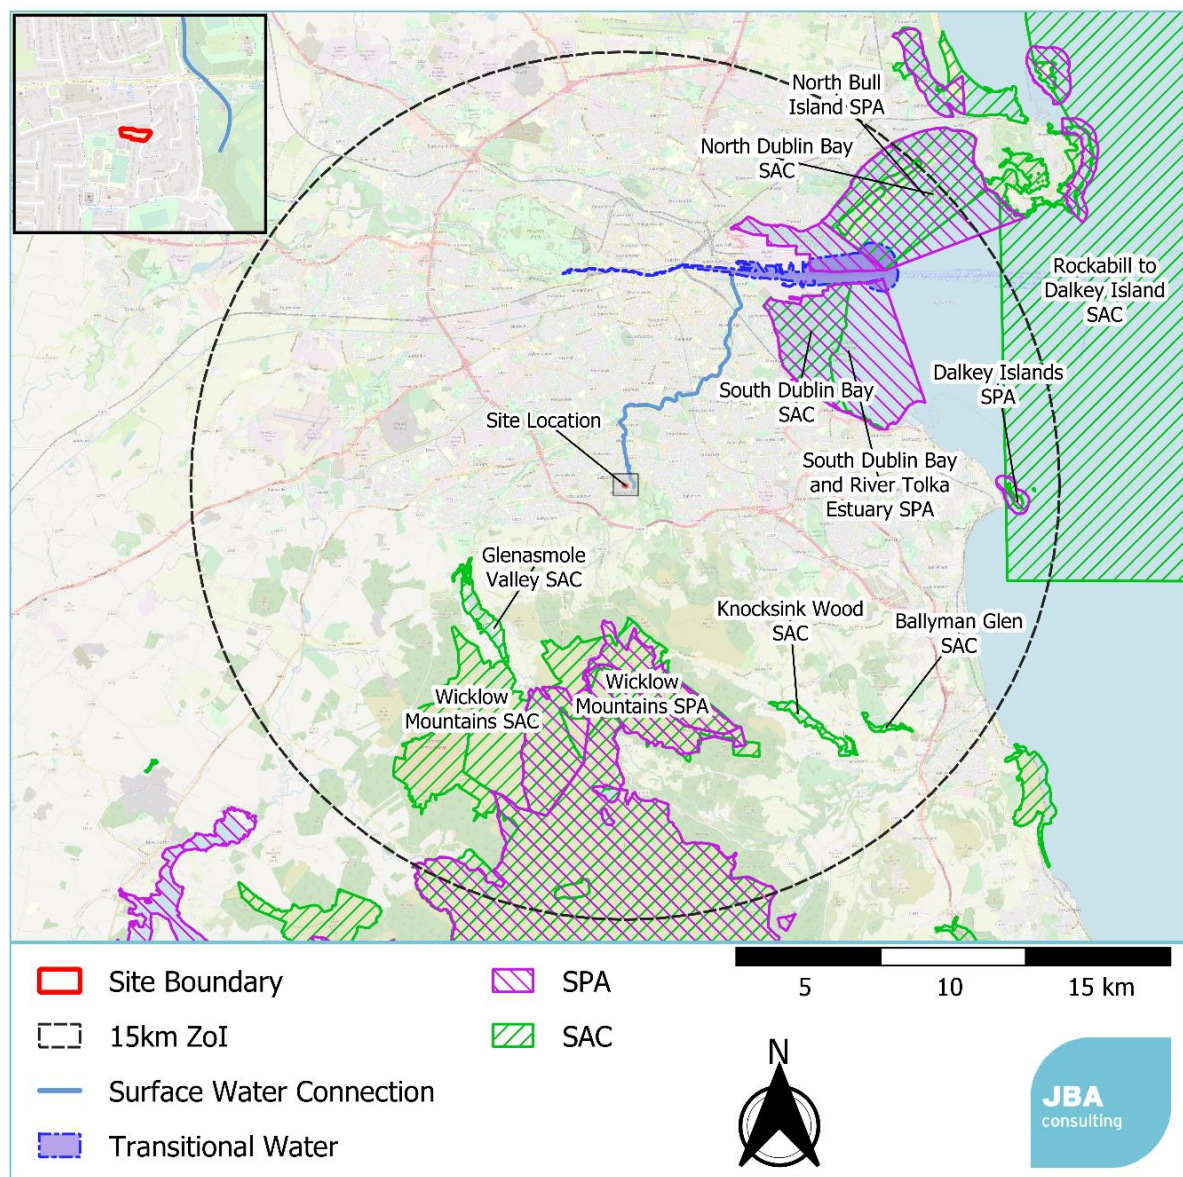 North Bull
Island SPA
North Dublin Bay
SAC
Rockabill to
Dalkey Island
SAC
Dalkey Islands
SPA
South Dublin Bay
SAC
Site Location
South Dublin Bay
and River Tolka
Estuary SPA
Glenasmole
Valley SAC
Knocksink Wood
SAC
Ballyman Glen
SAC
Wicklow
Mountains SAC
Wicklow
Mountains SPA
Site Boundary
15km ZoI
Surface Water Connection
Transitional Water
SPA
SAC
5 10 15 km
N
JBA
consulting